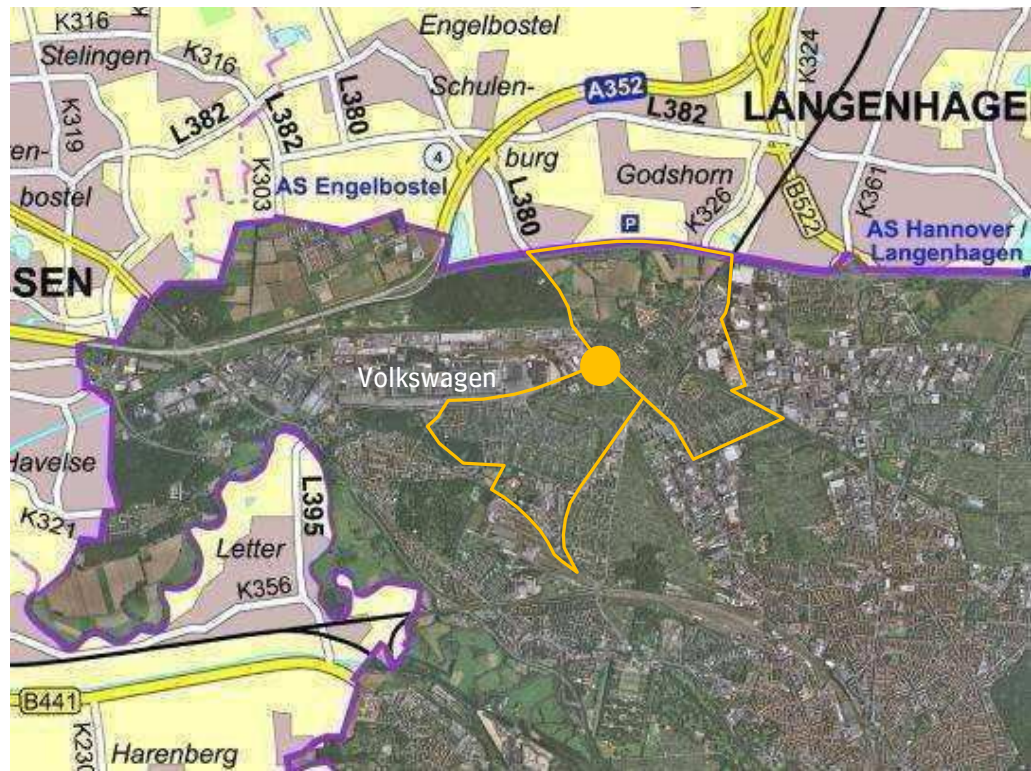 K316
Engelbostel
Stelingen
K316
K324
Schulen-
A352
L382
LANGENHAGE
K319
L382
L382
L380
burg
4
en-
bostel
K303
AS Engelbostel
Godshorn
L380
P
K326
B522
K361
AS Hannover /
Langenhagen
SEN
Volkswagen
Havelse
K321
L395
Letter
K356
B441
K230
Harenberg